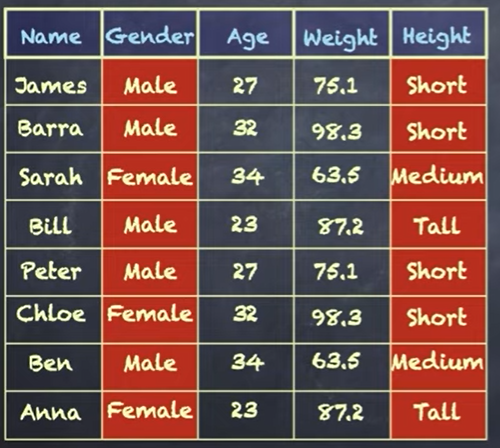 Name Gender Age Weight Height
James Male 27 75.1 Short
Barra Male 32 98.3 Short
Sarah Female 34 63.5 Medium
Bill Male 23 87.2 Tall
Peter Male 27 75.1 Short
Chloe Female 32 98.3 Short
Ben Male 34 63.5 Medium
Anna Female 23 87.2 Tall